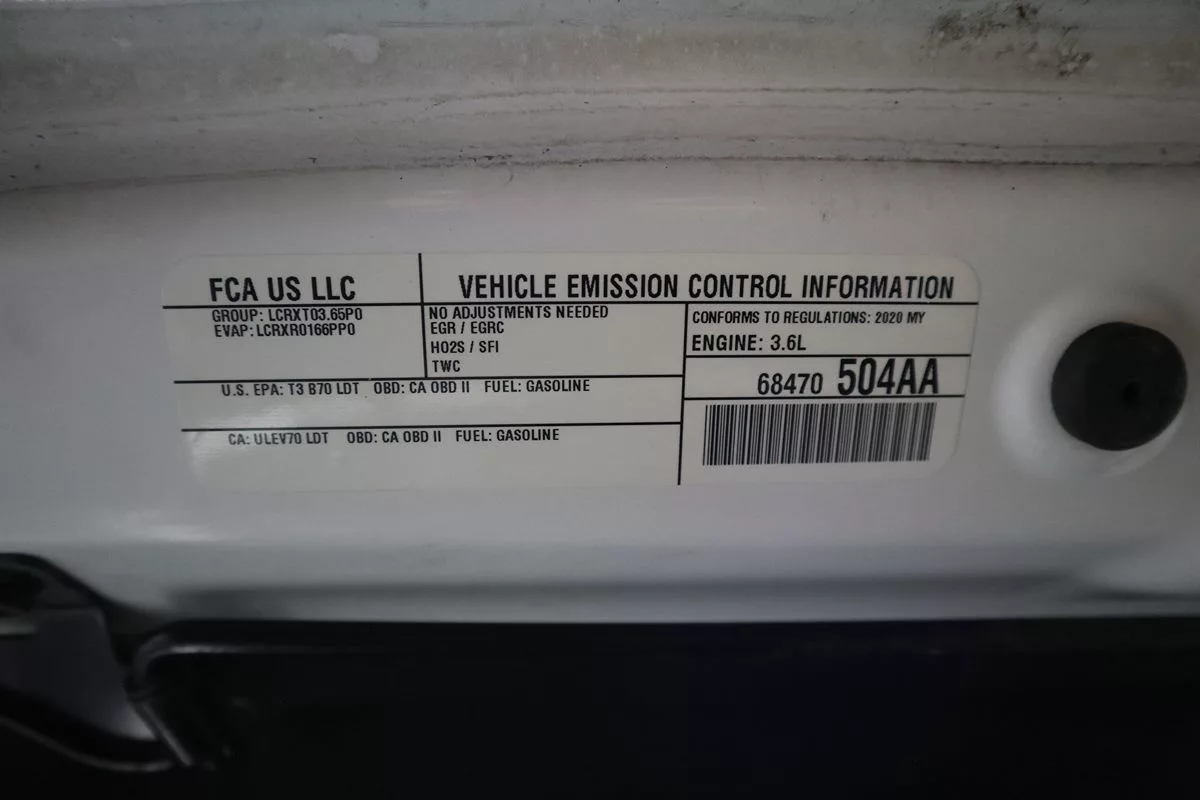 FCA US LLC
VEHICLE EMISSION CONTROL INFORMATION
GROUP: LCRXT03.65P0
EVAP: LCRXR0166PP0
NO ADJUSTMENTS NEEDED
EGR / EGRC
HO2S / SFI
TWC
CONFORMS TO REGULATIONS: 2020 MY
ENGINE: 3.6L
68470 504AA
U.S. EPA: T3 B70 LDT OBD: CA OBD II FUEL: GASOLINE
CA: ULEV70 LDT OBD: CA OBD II FUEL: GASOLINE